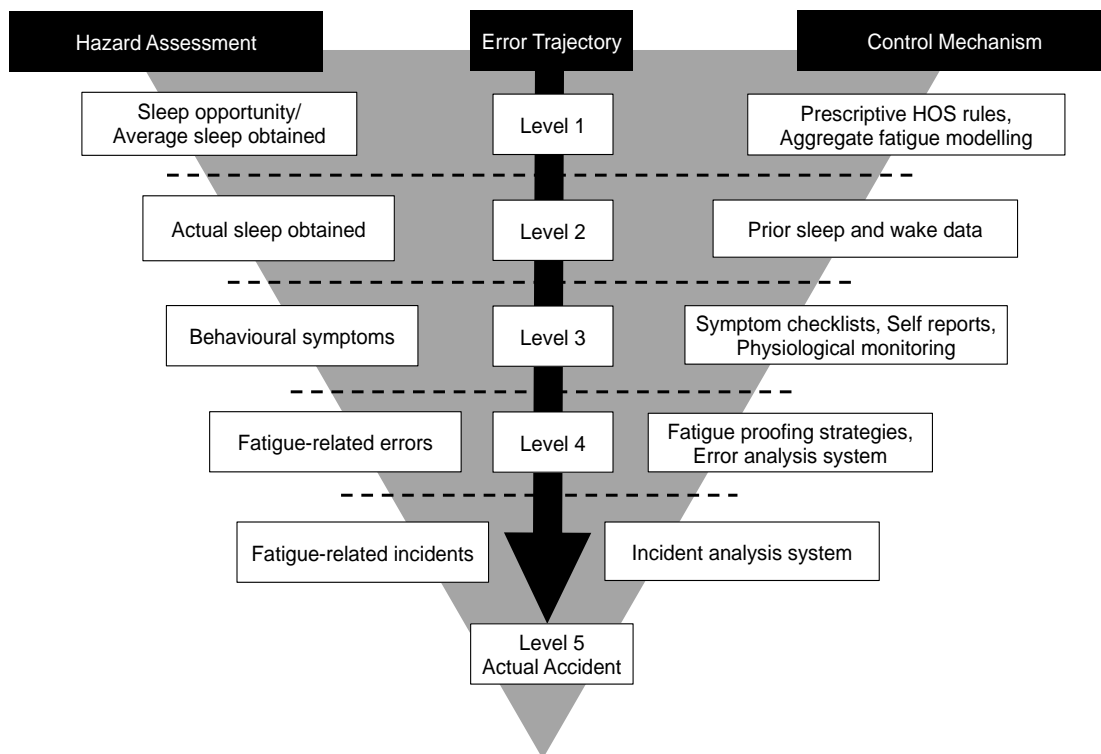 Hazard Assessment
Error Trajectory
Control Mechanism
Sleep opportunity/
Average sleep obtained
Level 1
Prescriptive HOS rules,
Aggregate fatigue modelling
Actual sleep obtained
Level 2
Prior sleep and wake data
Behavioural symptoms
Level 3
Symptom checklists, Self reports,
Physiological monitoring
Fatigue-related errors
Level 4
Fatigue proofing strategies,
Error analysis system
Fatigue-related incidents
Incident analysis system
Level 5
Actual Accident